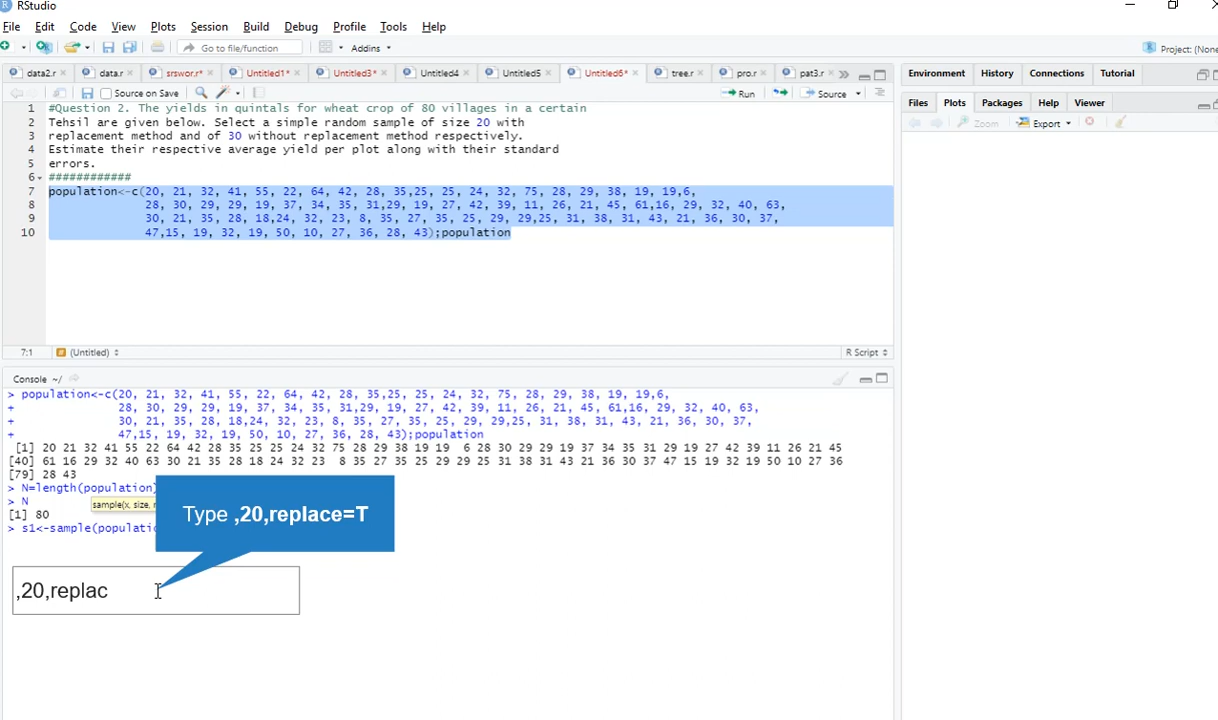 RStudio
File Edit Code View Plots Session Build Debug Profile Tools Help
Go to file/function Addins Project: (None
data2.r data.r srswor.r* Untitled1* Untitled3* Untitled4 Untitled5 Untitled6* tree.r pro.r pat3.r
Source on Save Run Source
1 #Question 2. The yields in quintals for wheat crop of 80 villages in a certain
2 Tehsil are given below. Select a simple random sample of size 20 with
3 replacement method and of 30 without replacement method respectively.
4 Estimate their respective average yield per plot along with their standard
5 errors.
6 ############
7 population<-c(20, 21, 32, 41, 55, 22, 64, 42, 28, 35,25, 25, 24, 32, 75, 28, 29, 38, 19, 19,6,
8 28, 30, 29, 29, 19, 37, 34, 35, 31,29, 19, 27, 42, 39, 11, 26, 21, 45, 61,16, 29, 32, 40, 63,
9 30, 21, 35, 28, 18,24, 32, 23, 8, 35, 27, 35, 25, 29, 29,25, 31, 38, 31, 43, 21, 36, 30, 37,
10 47,15, 19, 32, 19, 50, 10, 27, 36, 28, 43);population
7:1 (Untitled) R Script
Console ~/
> population<-c(20, 21, 32, 41, 55, 22, 64, 42, 28, 35,25, 25, 24, 32, 75, 28, 29, 38, 19, 19,6,
+ 28, 30, 29, 29, 19, 37, 34, 35, 31,29, 19, 27, 42, 39, 11, 26, 21, 45, 61,16, 29, 32, 40, 63,
+ 30, 21, 35, 28, 18,24, 32, 23, 8, 35, 27, 35, 25, 29, 29,25, 31, 38, 31, 43, 21, 36, 30, 37,
+ 47,15, 19, 32, 19, 50, 10, 27, 36, 28, 43);population
[1] 20 21 32 41 55 22 64 42 28 35 25 25 24 32 75 28 29 38 19 19 6 28 30 29 29 19 37 34 35 31 29 19 27 42 39 11 26 21 45
[40] 61 16 29 32 40 63 30 21 35 28 18 24 32 23 8 35 27 35 25 29 29 25 31 38 31 43 21 36 30 37 47 15 19 32 19 50 10 27 36
[79] 28 43
> N=length(population)
> N
sample(x, size, r
[1] 80
> s1<-sample(populatio
Type ,20,replace=T
,20,replac
Environment History Connections Tutorial
Files Plots Packages Help Viewer
Zoom Export